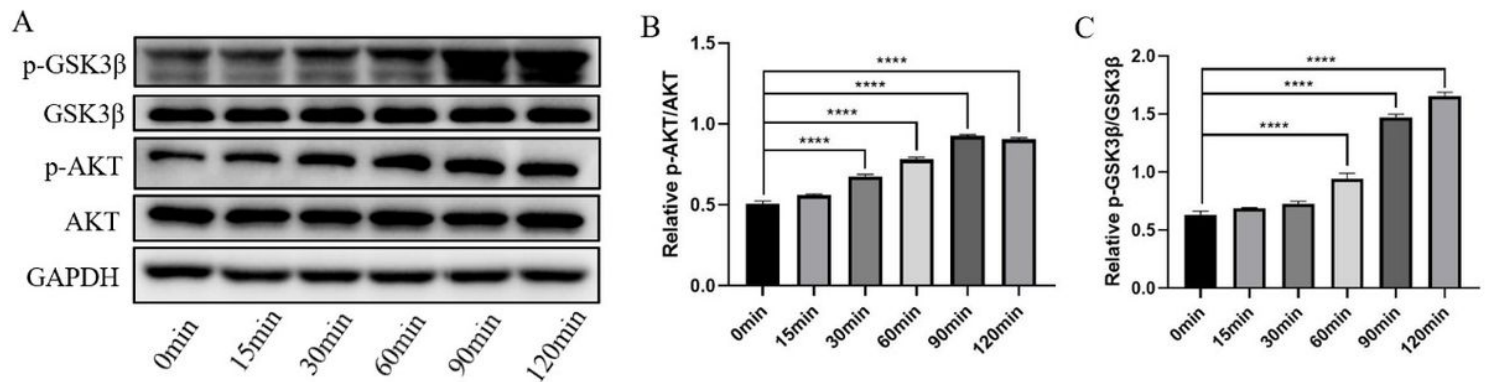 A
p-GSK3β
GSK3β
p-AKT
AKT
GAPDH
0min
15min
30min
60min
90min
120min
B
Relative p-AKT/AKT
1.5
1.0
0.5
0.0
****
****
****
****
0min
15min
30min
60min
90min
120min
C
Relative p-GSK3β/GSK3β
2.0
1.5
1.0
0.5
0.0
****
****
****
0min
15min
30min
60min
90min
120min